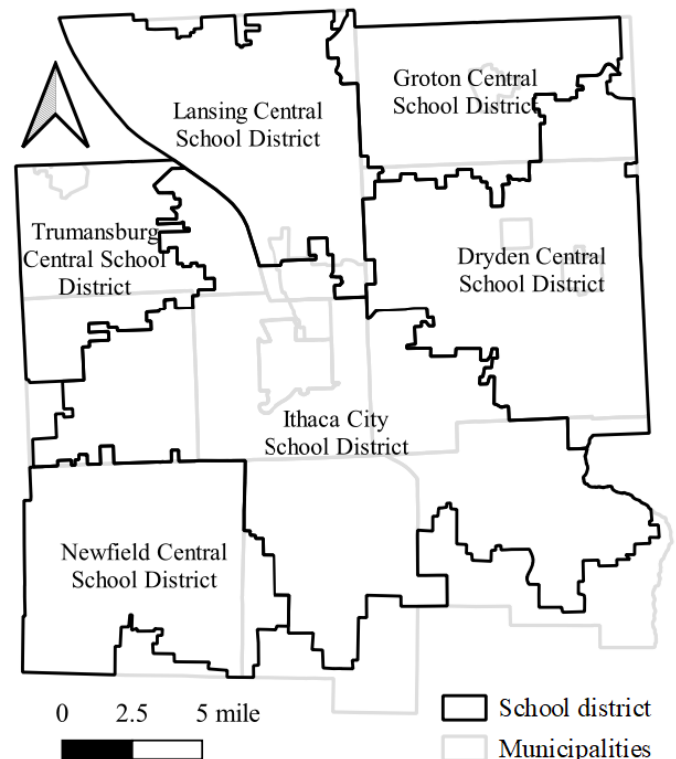 Groton Central
School District
Lansing Central
School District
Trumansburg
Central School
District
Dryden Central
School District
Ithaca City
School District
Newfield Central
School District
0 2.5 5 mile
School district
Municipalities